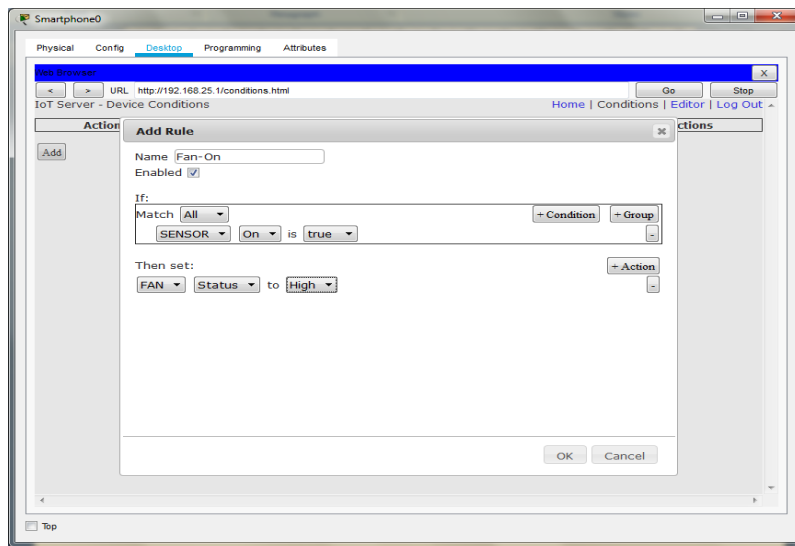 Smartphone0
Physical Config Desktop Programming Attributes
Web Browser X
< > URL http://192.168.25.1/conditions.html Go Stop
IoT Server - Device Conditions Home | Conditions | Editor | Log Out
Action
Add Rule
ctions
Add
Name Fan-On
Enabled
If:
Match All + Condition + Group
SENSOR On is true -
Then set: + Action
FAN Status to High -
OK Cancel
Top